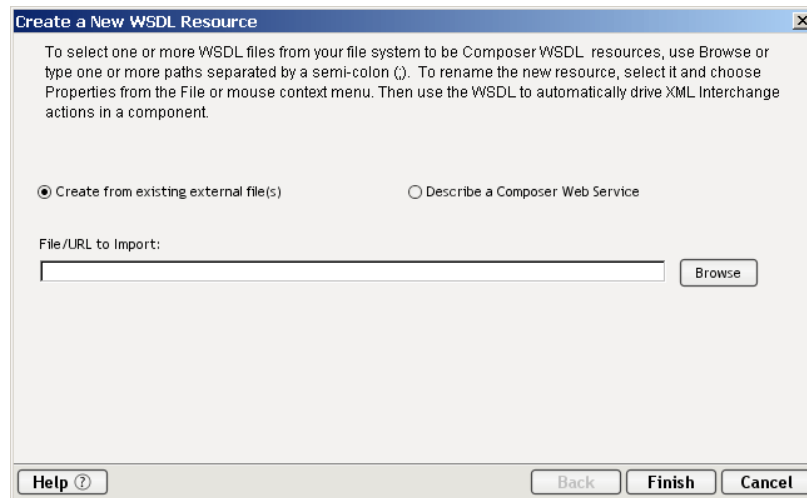 Create a New WSDL Resource
To select one or more WSDL files from your file system to be Composer WSDL resources, use Browse or
type one or more paths separated by a semi-colon (;). To rename the new resource, select it and choose
Properties from the File or mouse context menu. Then use the WSDL to automatically drive XML Interchange
actions in a component.
Create from existing external file(s) Describe a Composer Web Service
File/URL to Import:
Browse
Help ? Back Finish Cancel